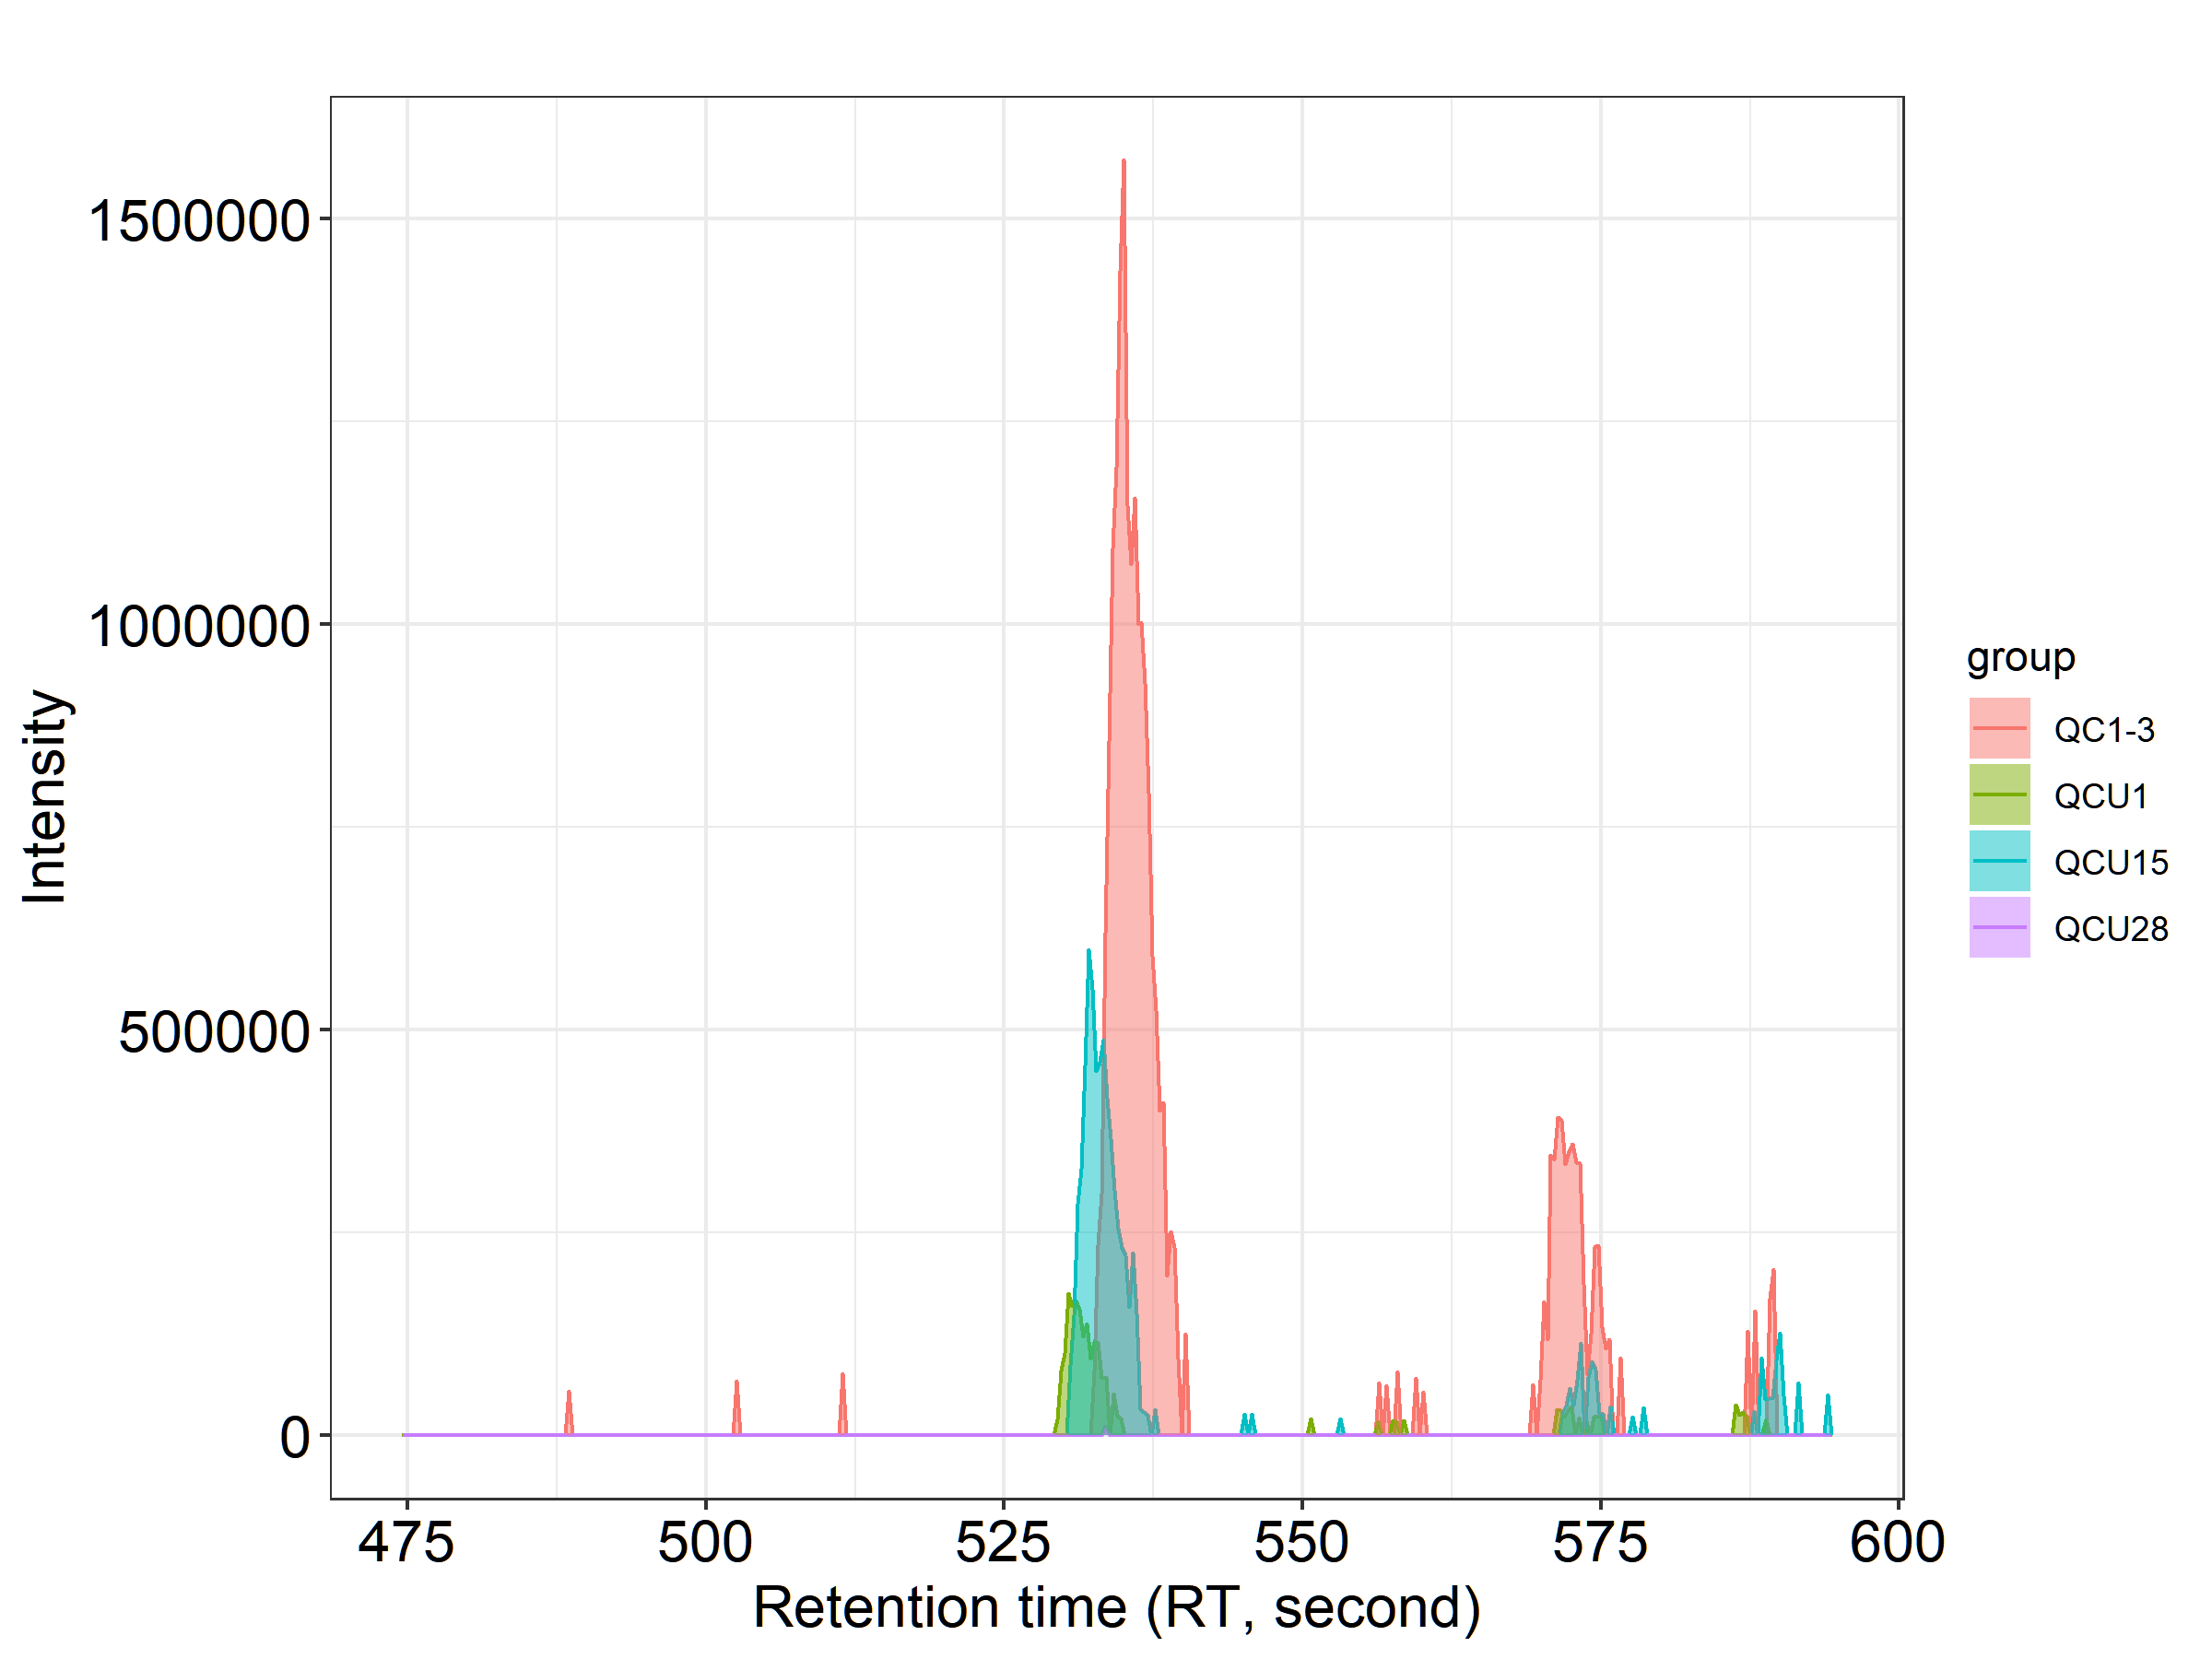 1500000
1000000
500000
0
Intensity
475 500 525 550 575 600
Retention time (RT, second)
group
QC1-3
QCU1
QCU15
QCU28